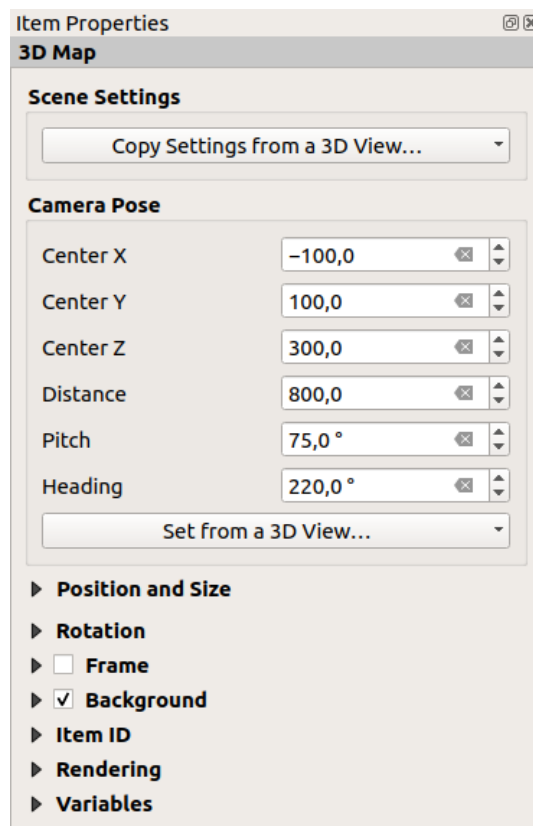 Item Properties
3D Map
Scene Settings
Copy Settings from a 3D View…
Camera Pose
Center X −100,0
Center Y 100,0
Center Z 300,0
Distance 800,0
Pitch 75,0 °
Heading 220,0 °
Set from a 3D View…
Position and Size
Rotation
Frame
Background
Item ID
Rendering
Variables